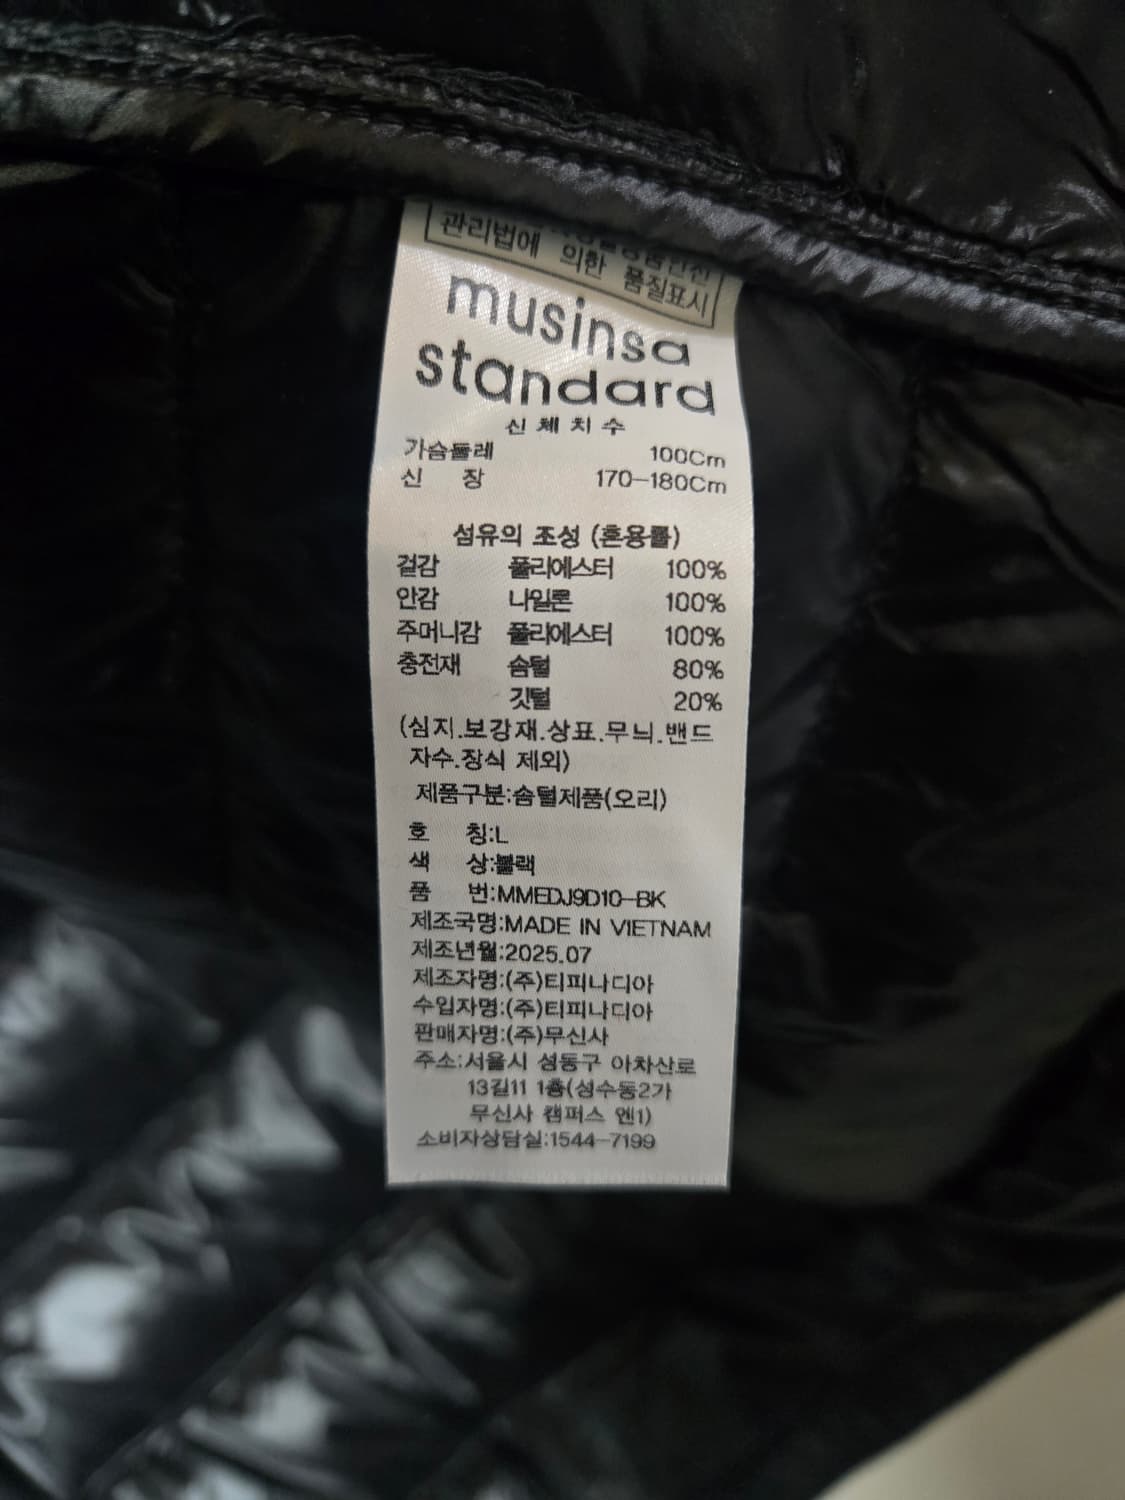 관리법에 의한 품질표시
musinsa
standard
신체치수
가슴둘레 100Cm
신 장 170-180Cm
섬유의 조성 (혼용률)
겉감 폴리에스터 100%
안감 나일론 100%
주머니감 폴리에스터 100%
충전재 솜털 80%
깃털 20%
(심지.보강재.상표.무늬.밴드
자수.장식 제외)
제품구분:솜털제품(오리)
호 칭:L
색 상:블랙
품 번:MMEDJ9D10-BK
제조국명:MADE IN VIETNAM
제조년월:2025.07
제조자명:(주)티피나디아
수입자명:(주)티피나디아
판매자명:(주)무신사
주소:서울시 성동구 아차산로
13길11 1층(성수동2가
무신사 캠퍼스 엔1)
소비자상담실:1544-7199